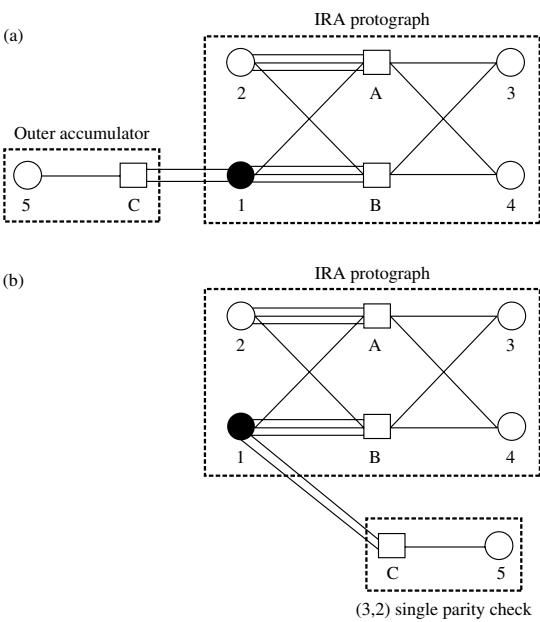 IRA protograph
(a)
2
A
3
Outer accumulator
5
C
1
B
4
IRA protograph
(b)
2
A
3
1
B
4
C
5
(3,2) single parity check